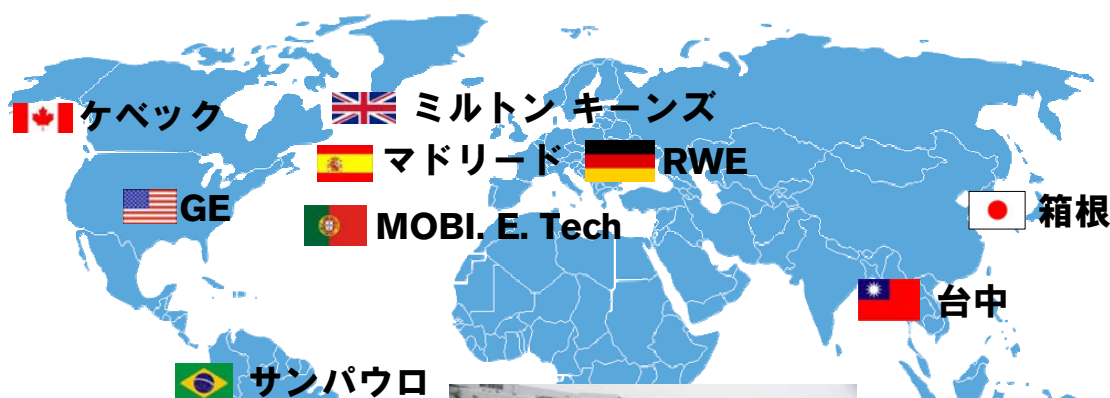 ケベック
ミルトン キーンズ
マドリード
RWE
GE
MOBI. E. Tech
箱根
台中
サンパウロ